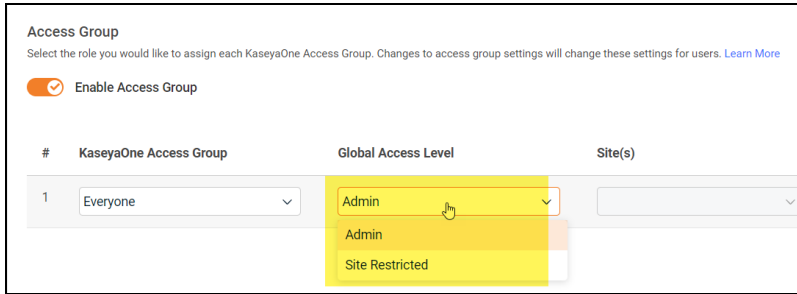 Access Group
Select the role you would like to assign each KaseyaOne Access Group. Changes to access group settings will change these settings for users. Learn More
Enable Access Group
# KaseyaOne Access Group Global Access Level Site(s)
1 Everyone Admin
Admin
Site Restricted